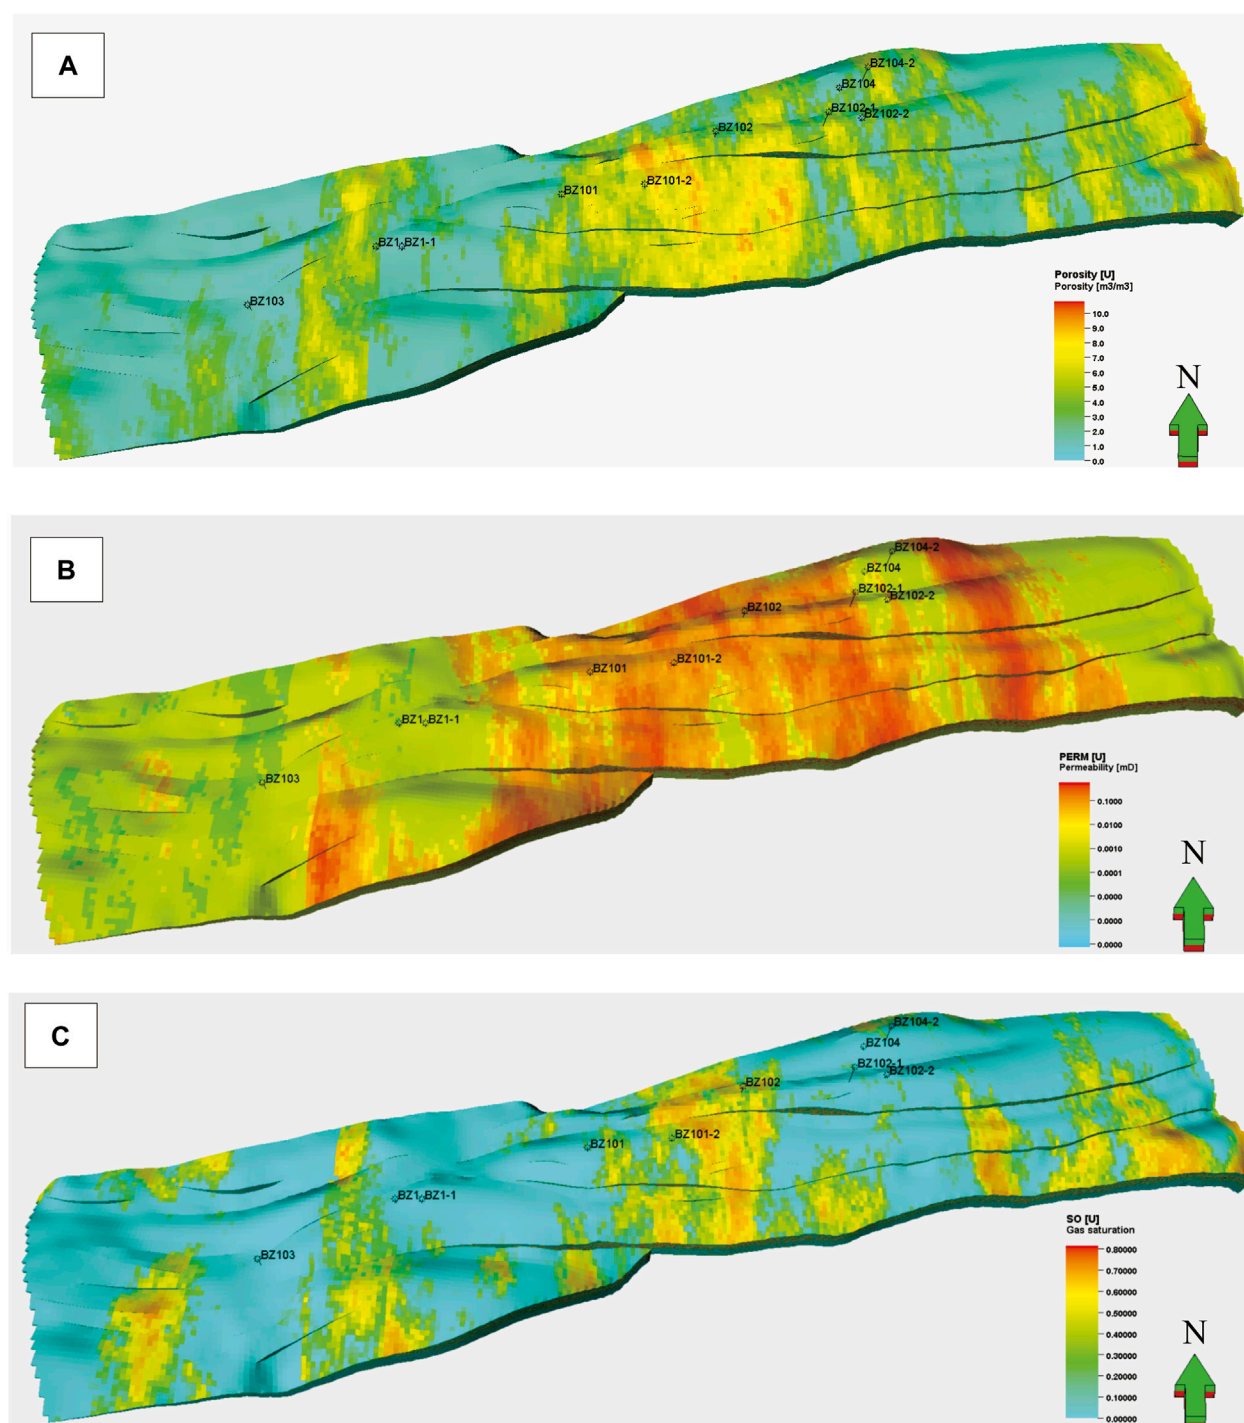 A
BZ104-2
BZ104
BZ102-1
BZ102-2
BZ102
BZ101-2
BZ101
BZ1 BZ1-1
BZ103
Porosity [U]
Porosity [m3/m3]
10.0
9.0
8.0
7.0
6.0
5.0
4.0
3.0
2.0
1.0
0.0
N
B
BZ104-2
BZ104
BZ102-1
BZ102-2
BZ102
BZ101-2
BZ101
BZ1 BZ1-1
BZ103
PERM [U]
Permeability [mD]
0.1000
0.0100
0.0010
0.0001
0.0000
0.0000
0.0000
N
C
BZ104-2
BZ104
BZ102-1
BZ102-2
BZ102
BZ101-2
BZ101
BZ1 BZ1-1
BZ103
SO [U]
Gas saturation
0.80000
0.70000
0.60000
0.50000
0.40000
0.30000
0.20000
0.10000
0.00000
N